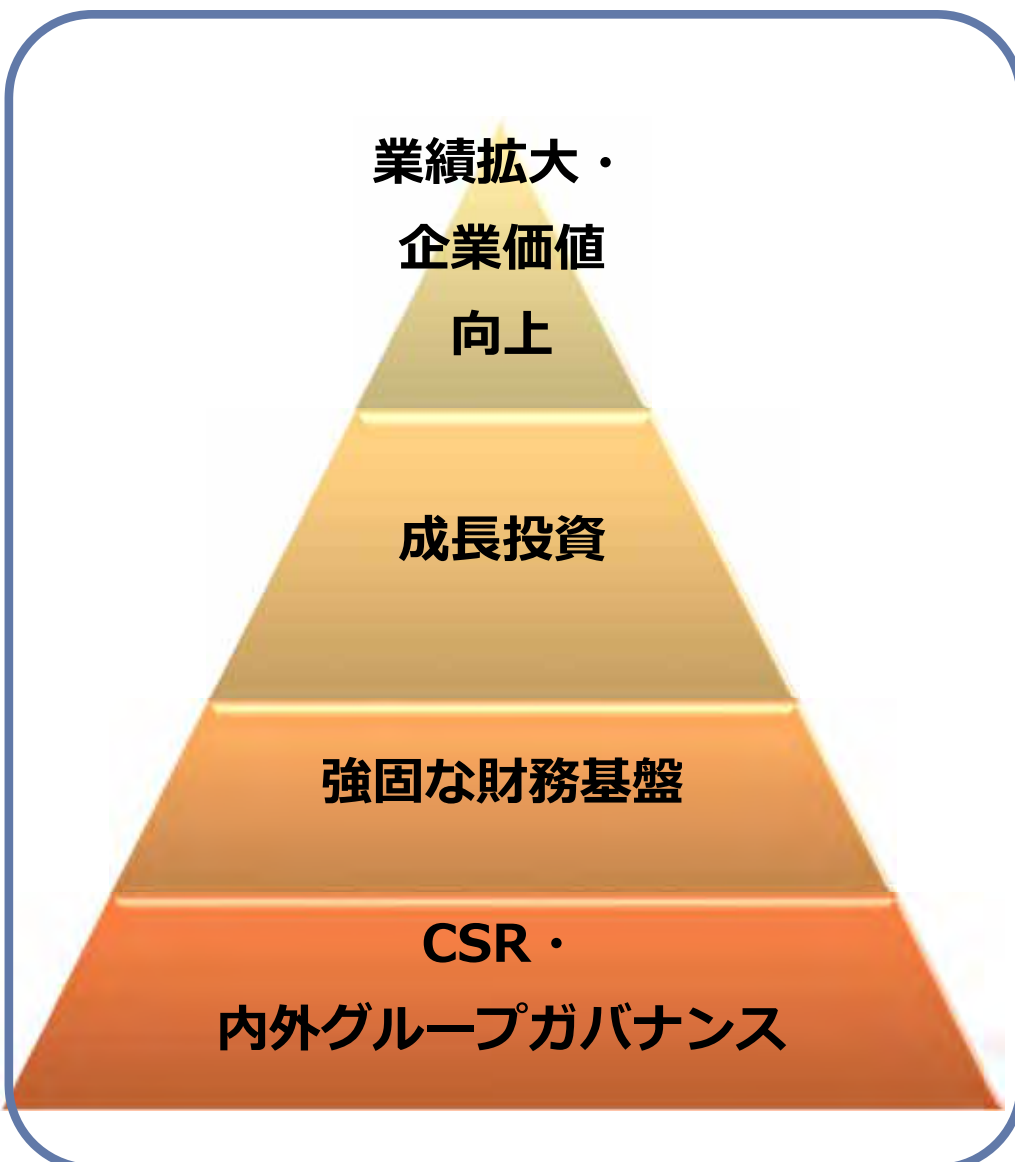 業績拡大・
企業価値
向上
成長投資
強固な財務基盤
CSR・
内外グループガバナンス